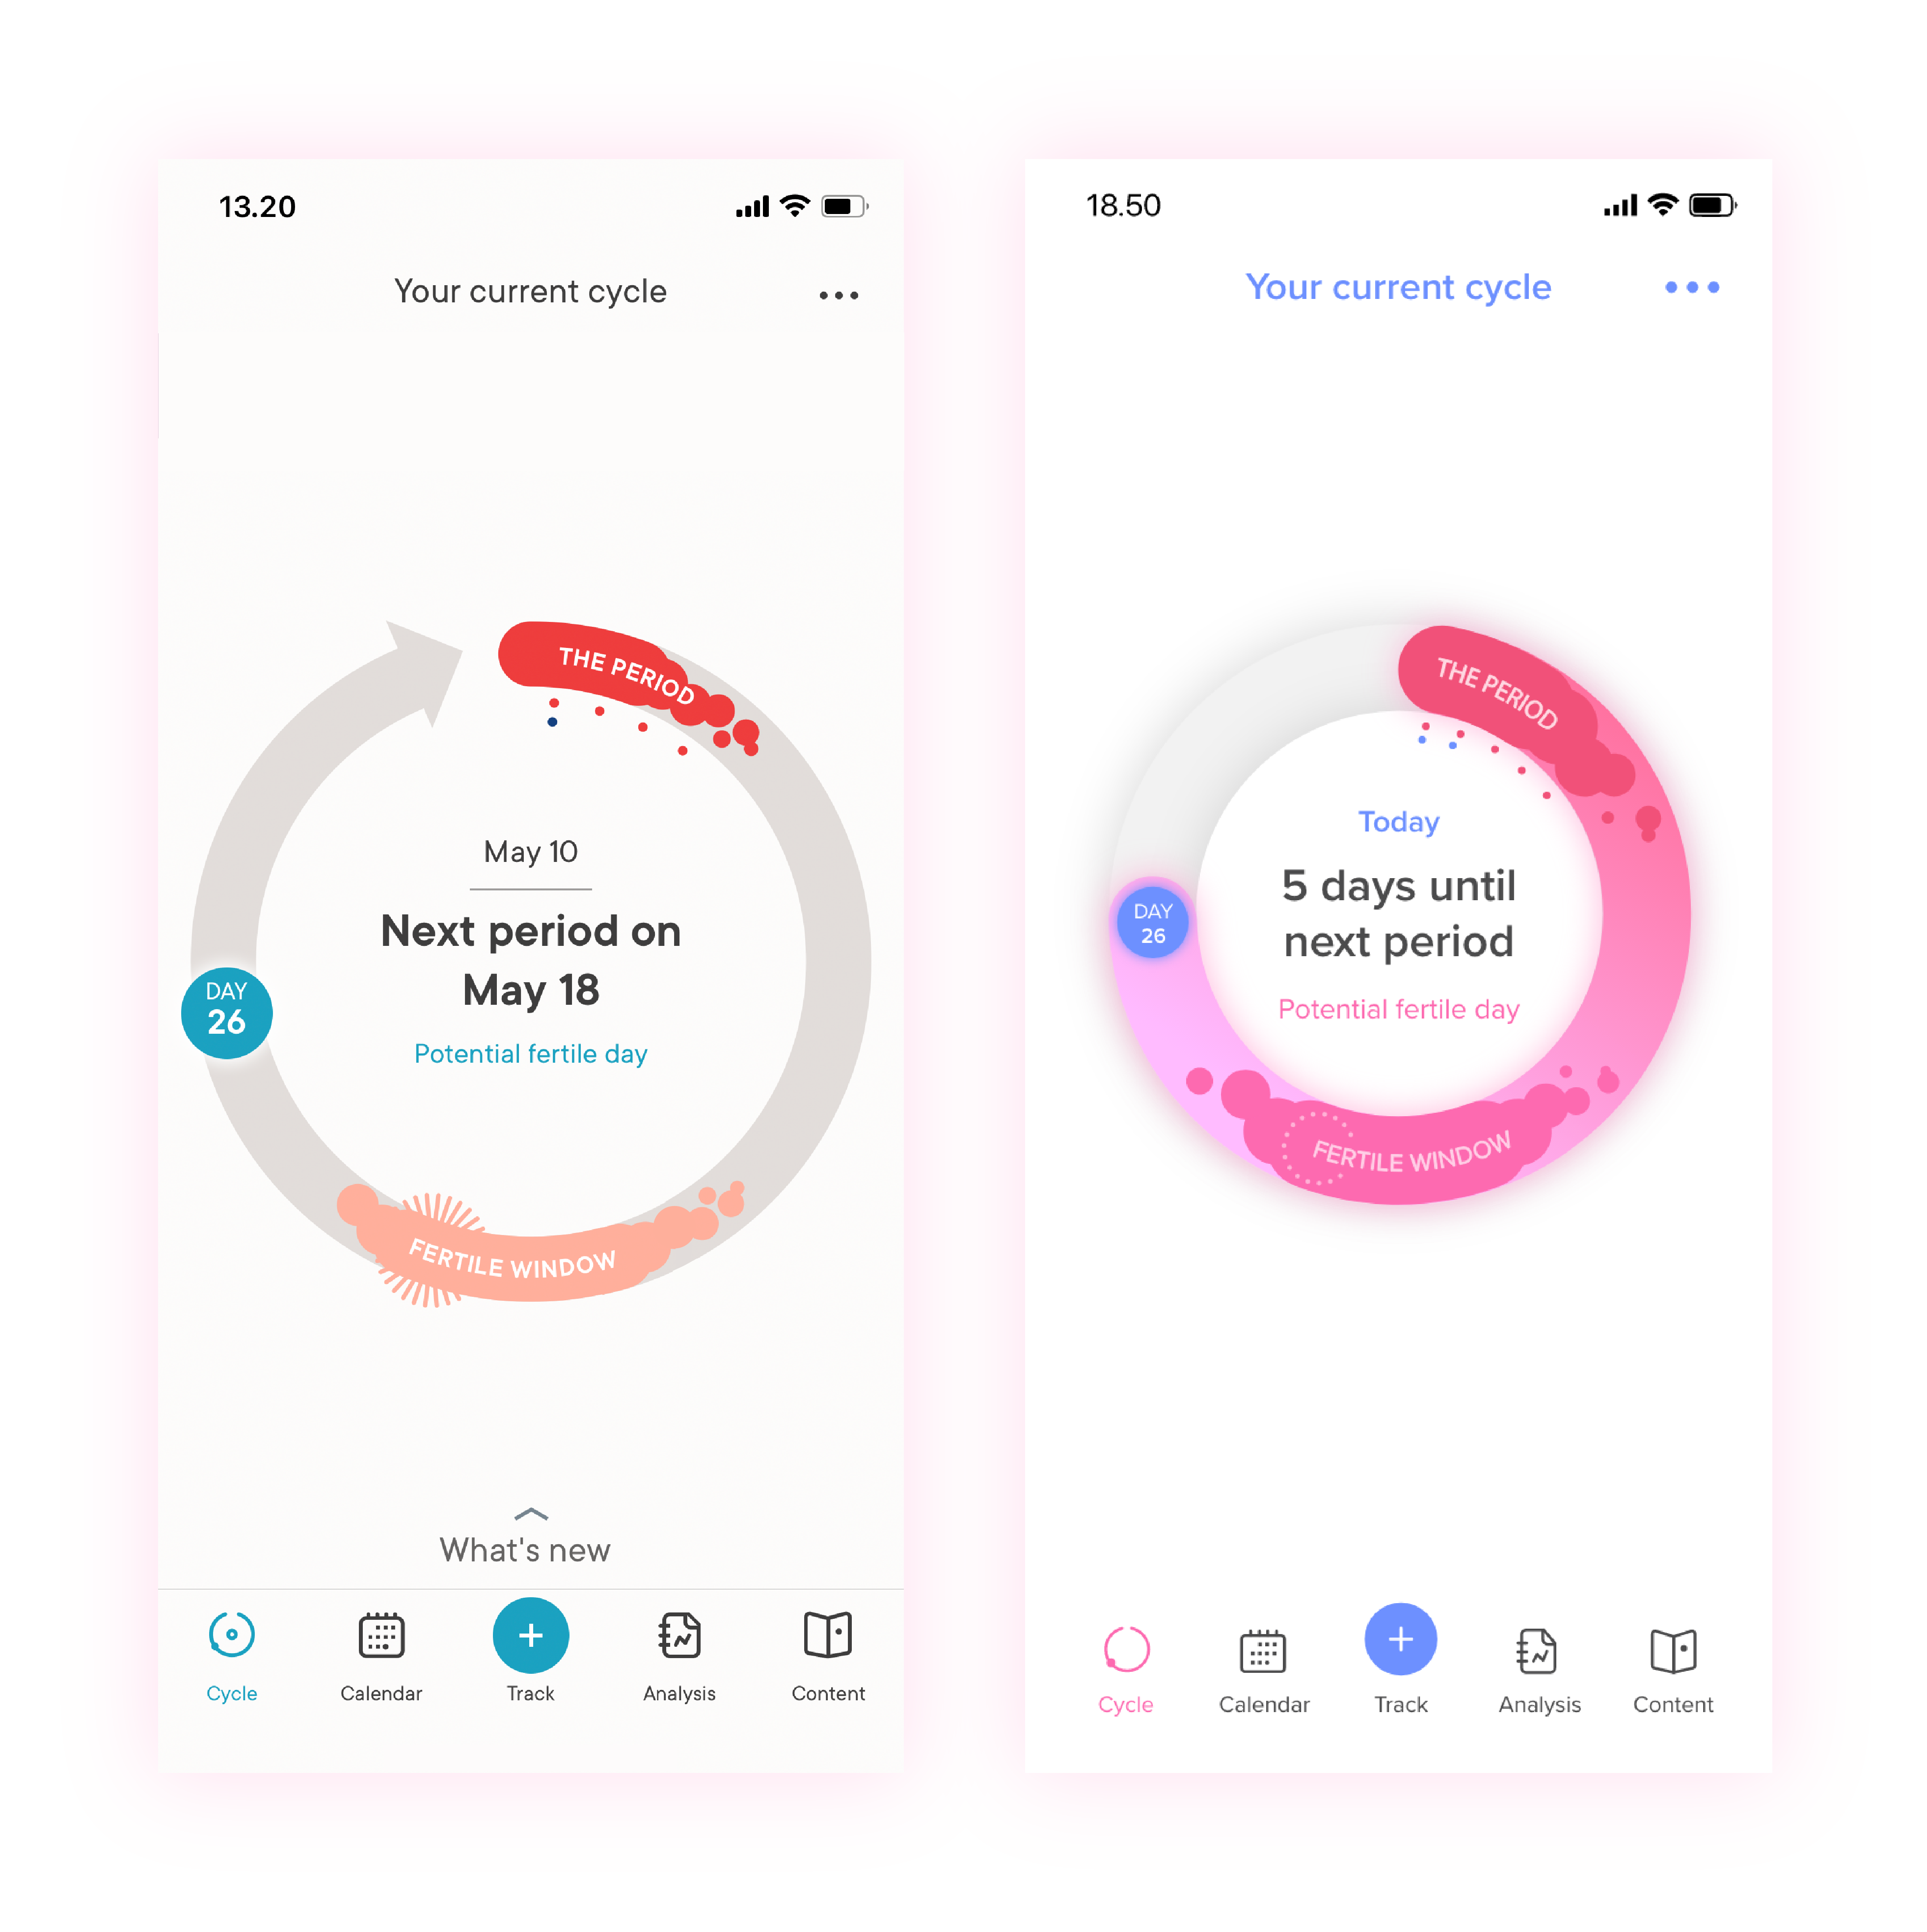 13.20
Your current cycle
THE PERIOD
May 10
Next period on
May 18
Potential fertile day
DAY
26
FERTILE WINDOW
What's new
Cycle
Calendar
Track
Analysis
Content
18.50
Your current cycle
THE PERIOD
Today
5 days until
next period
Potential fertile day
DAY
26
FERTILE WINDOW
Cycle
Calendar
Track
Analysis
Content